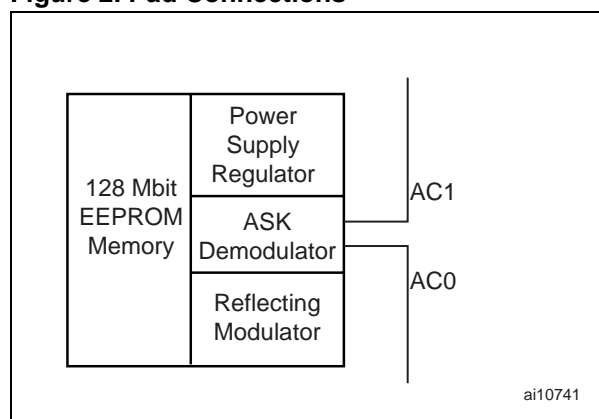 Figure 2. Pad Connections
128 Mbit
EEPROM
Memory
Power
Supply
Regulator
ASK
Demodulator
Reflecting
Modulator
AC1
AC0
ai10741